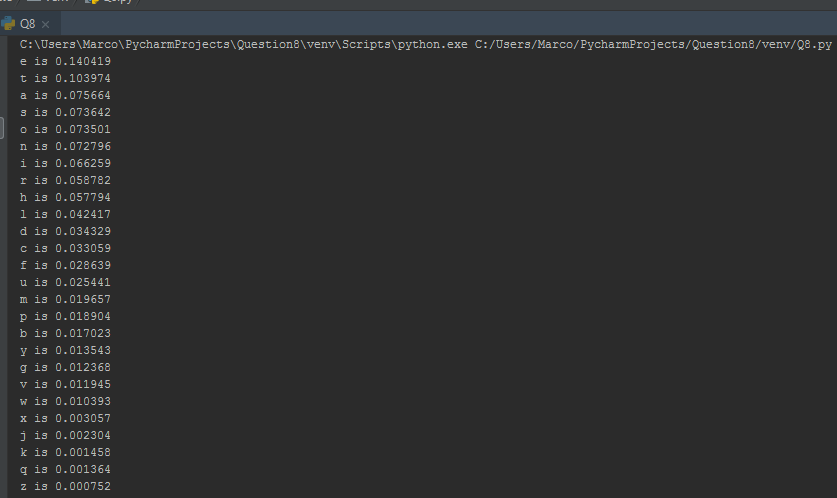 Q8
C:\Users\Marco\PycharmProjects\Question8\venv\Scripts\python.exe C:/Users/Marco/PycharmProjects/Question8/venv/Q8.py
e is 0.140419
t is 0.103974
a is 0.075664
s is 0.073642
o is 0.073501
n is 0.072796
i is 0.066259
r is 0.058782
h is 0.057794
l is 0.042417
d is 0.034329
c is 0.033059
f is 0.028639
u is 0.025441
m is 0.019657
p is 0.018904
b is 0.017023
y is 0.013543
g is 0.012368
v is 0.011945
w is 0.010393
x is 0.003057
j is 0.002304
k is 0.001458
q is 0.001364
z is 0.000752